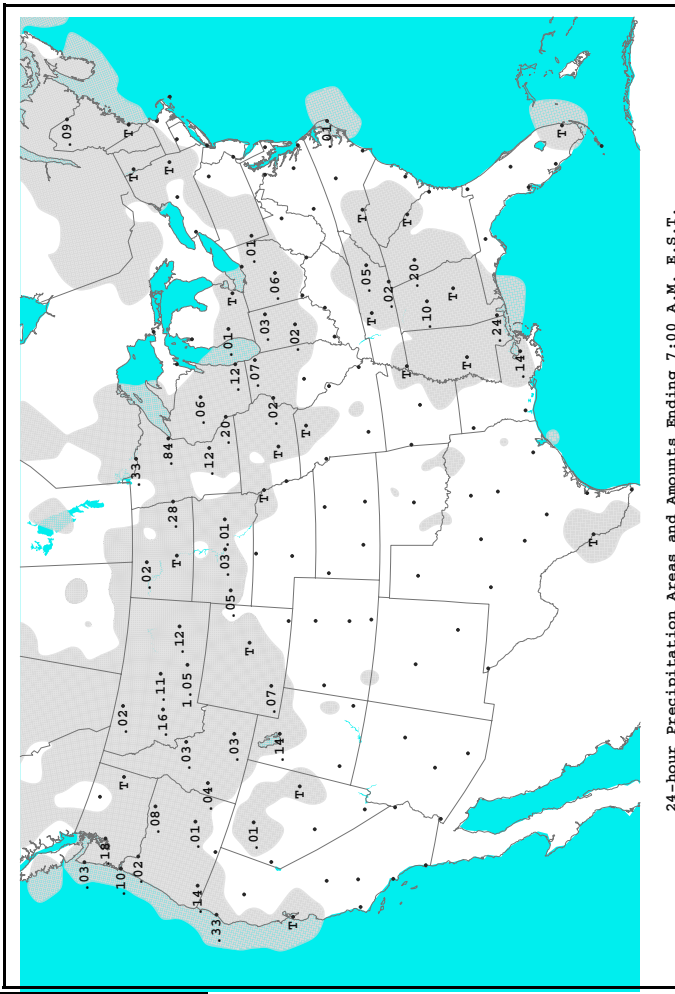 .09
.03
.18
.10
T .02
T
T
.33
.02
.02
.08
.16 .11
.84 T
.28
T
.12
.03 1.05
.14 .01
.06
.04 .12
.33
.03 .01 .20
.01 T
.05
.03 .12
T .01
.01 .07
T .03
.07
.02 .06
.14 T
T .02
T
T
.01
T
.05
T
.02
T T
.20
.10
T
T
.24
.14
T
T
24-hour Precipitation Areas and Amounts Ending 7:00 A.M. E.S.T.